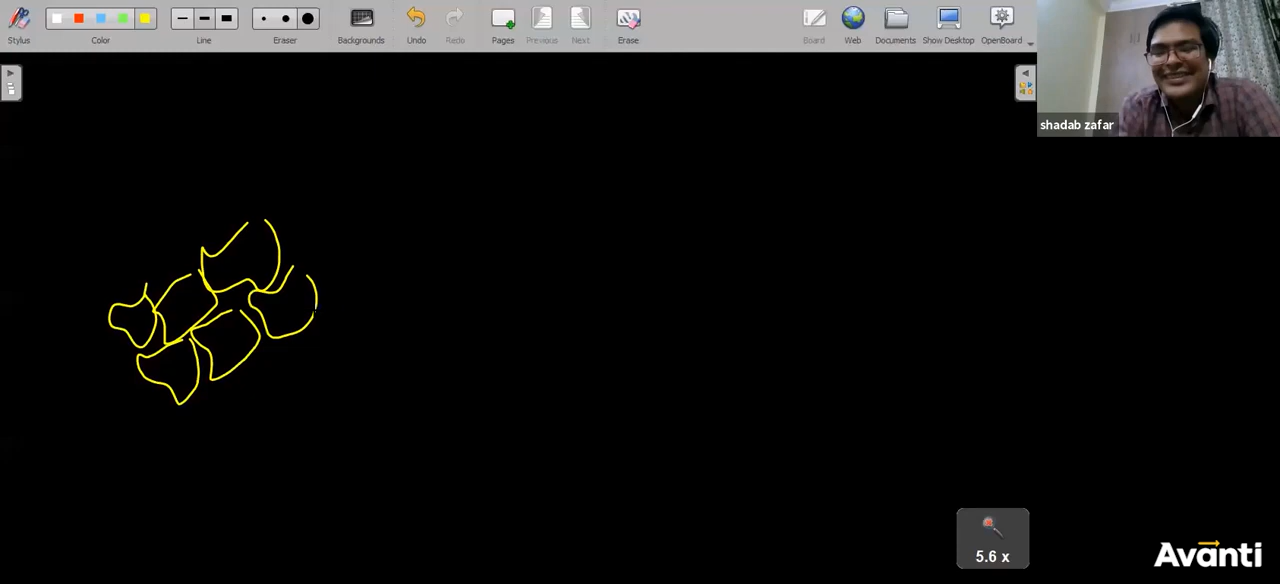 Stylus
Color
Line
Eraser
Backgrounds
Undo
Redo
Pages
Previous
Next
Erase
Board
Web
Documents
Show Desktop
OpenBoard
shadab zafar
5.6 x
Avanti